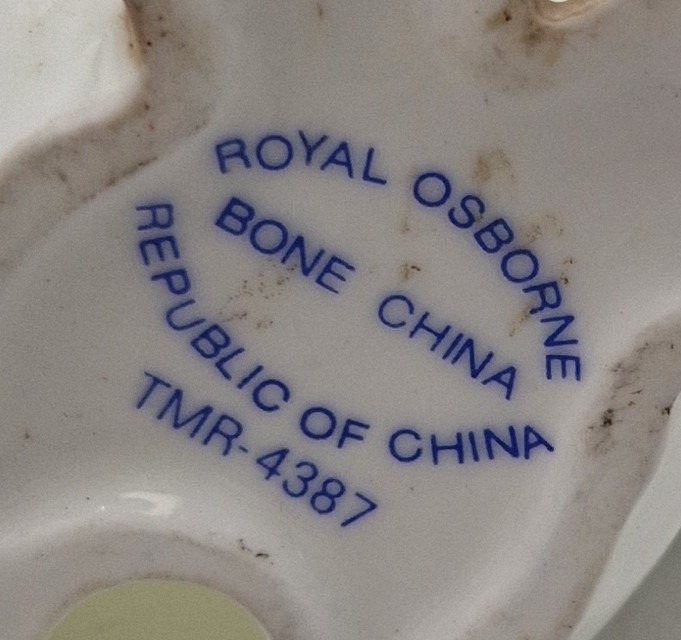 ROYAL OSBORNE
BONE CHINA
REPUBLIC OF CHINA
TMR-4387